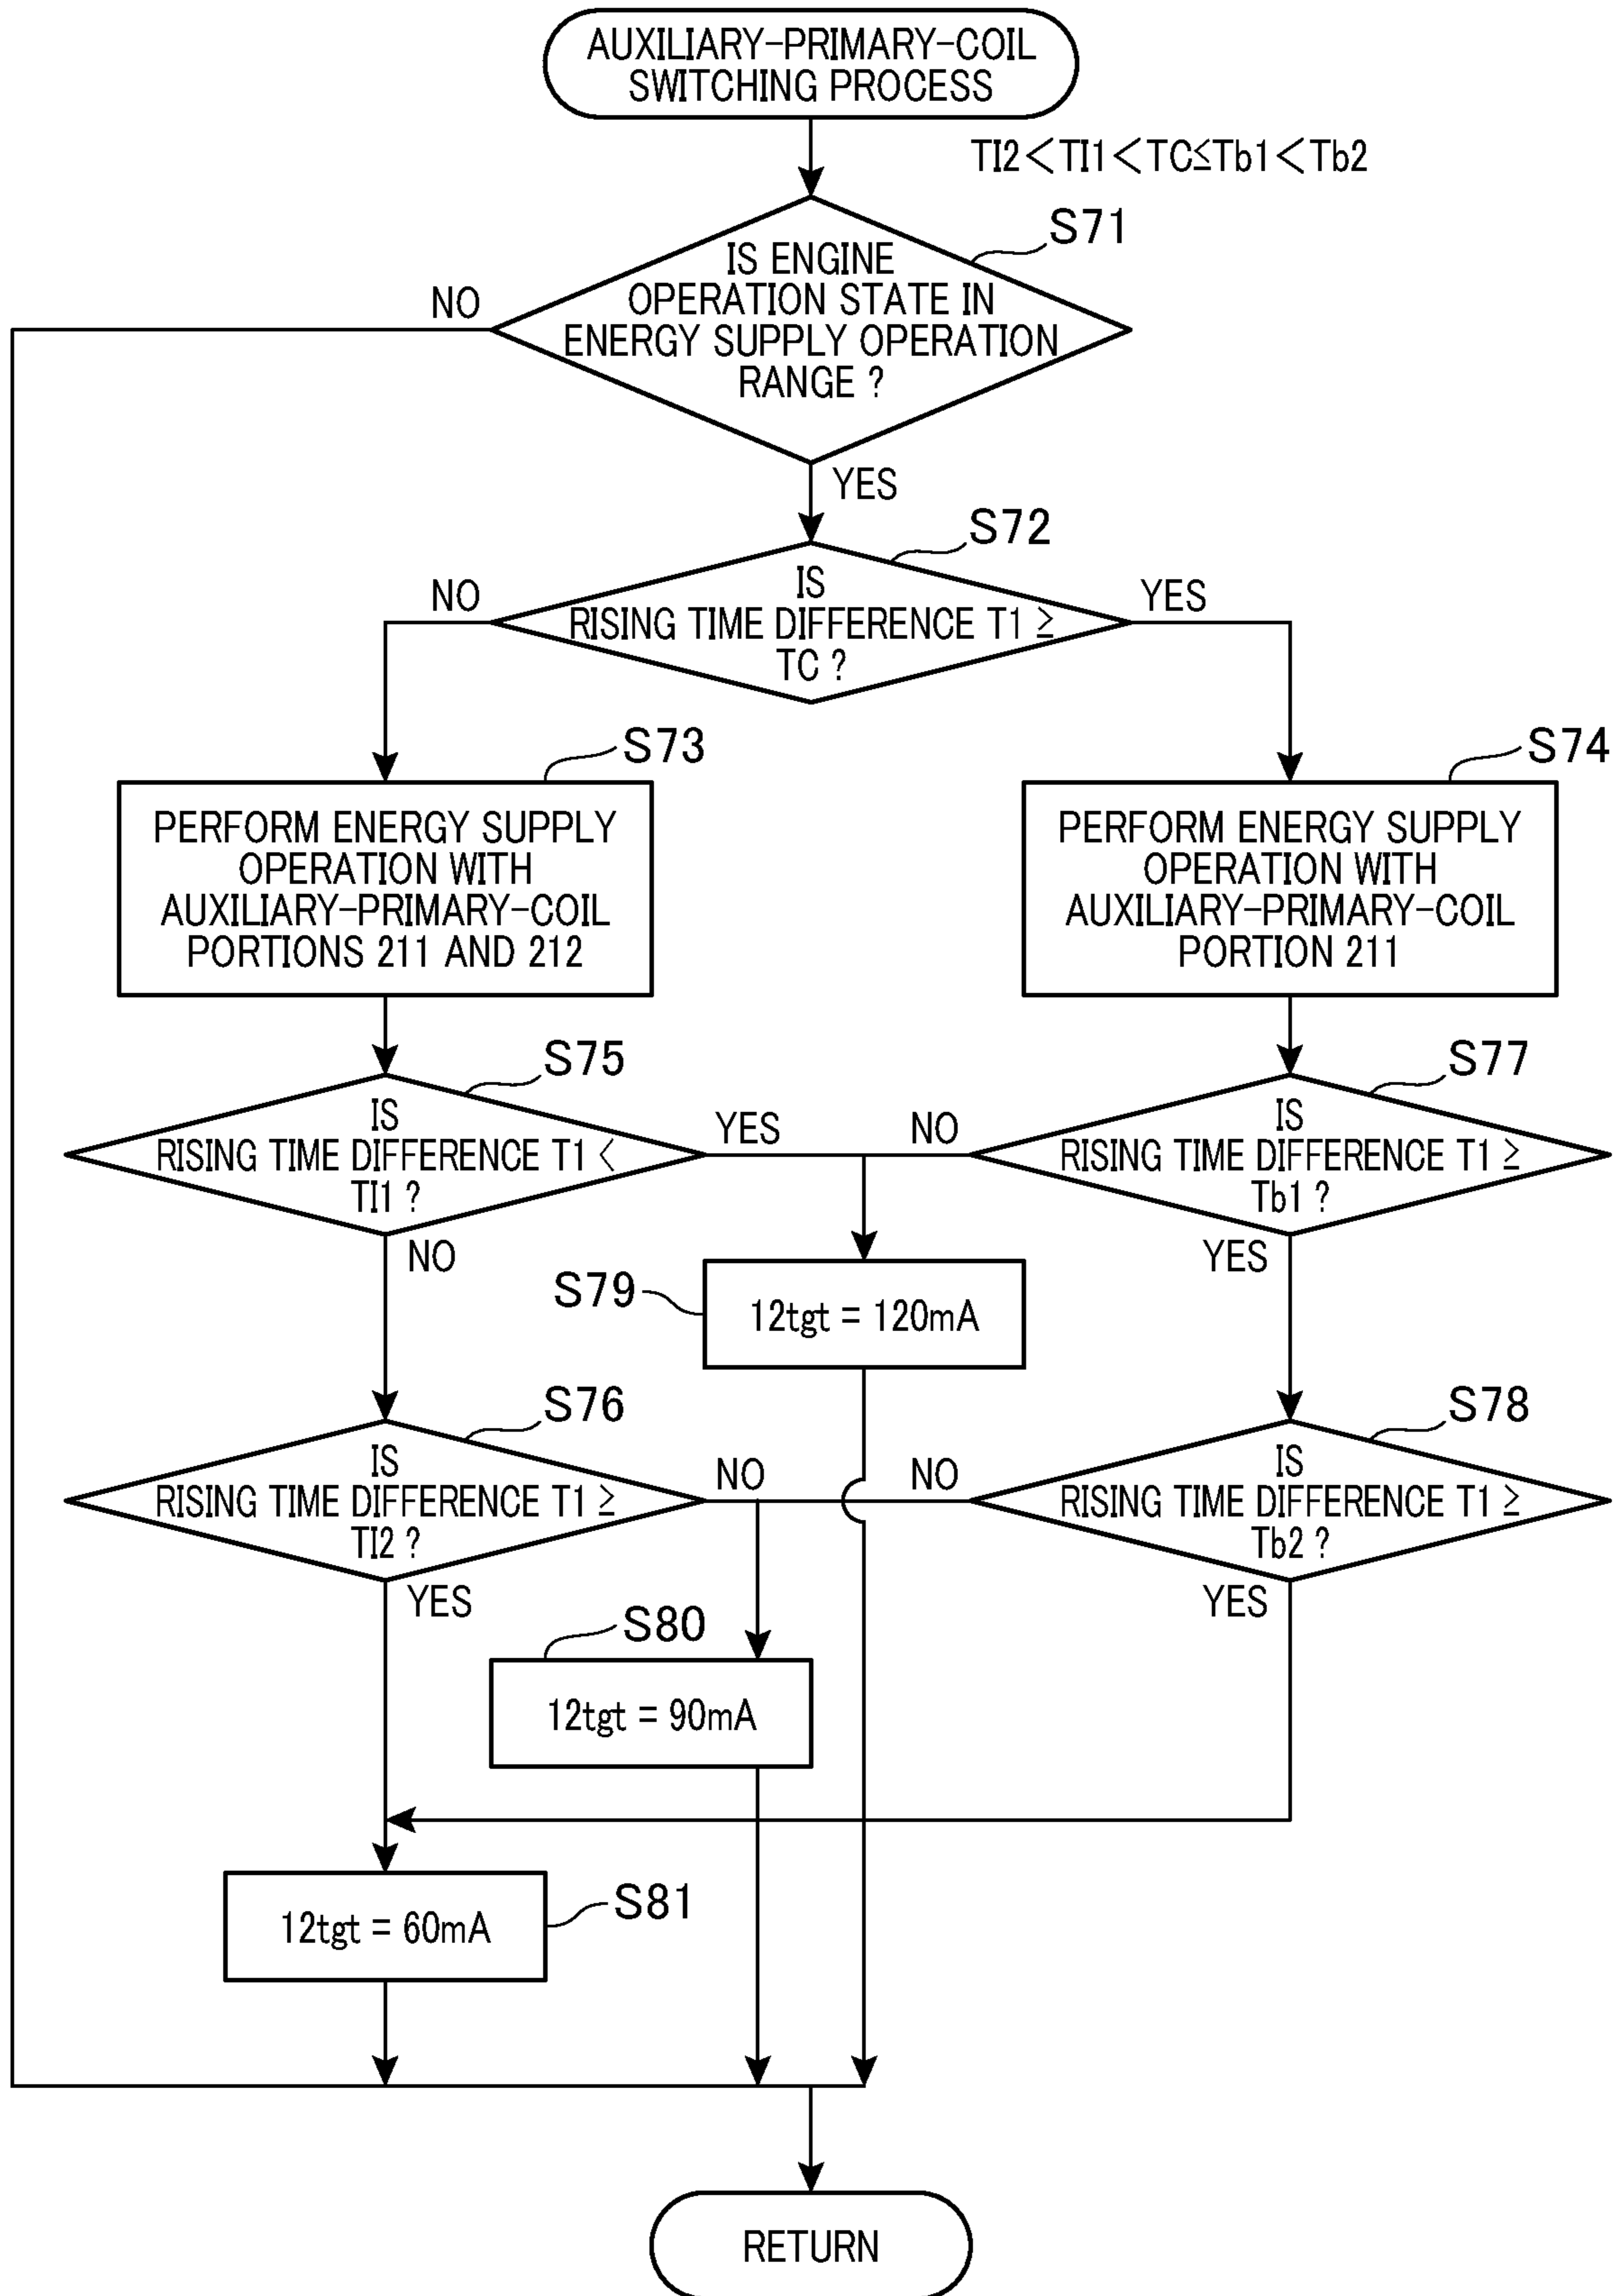 AUXILIARY-PRIMARY-COIL
SWITCHING PROCESS
TI2<TI1<TC≤Tb1<Tb2
S71
IS ENGINE
OPERATION STATE IN
ENERGY SUPPLY OPERATION
RANGE ?
NO
YES
S72
IS
RISING TIME DIFFERENCE T1 ≥
TC ?
NO
YES
S73
PERFORM ENERGY SUPPLY
OPERATION WITH
AUXILIARY-PRIMARY-COIL
PORTIONS 211 AND 212
S74
PERFORM ENERGY SUPPLY
OPERATION WITH
AUXILIARY-PRIMARY-COIL
PORTION 211
S75
IS
RISING TIME DIFFERENCE T1 <
TI1 ?
YES
NO
S77
IS
RISING TIME DIFFERENCE T1 ≥
Tb1 ?
NO
YES
S79
12tgt = 120mA
S76
IS
RISING TIME DIFFERENCE T1 ≥
TI2 ?
NO
YES
S78
IS
RISING TIME DIFFERENCE T1 ≥
Tb2 ?
NO
YES
S80
12tgt = 90mA
S81
12tgt = 60mA
RETURN